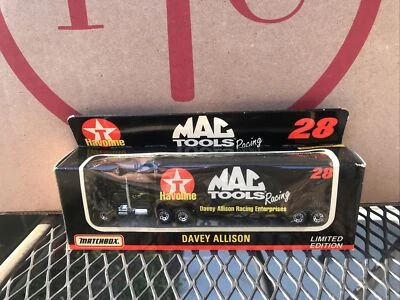 Havoline
MAC
TOOLS Racing
28
Havoline
MAC
TOOLS Racing
28
Davey Allison Racing Enterprises
MATCHBOX
DAVEY ALLISON
LIMITED
EDITION